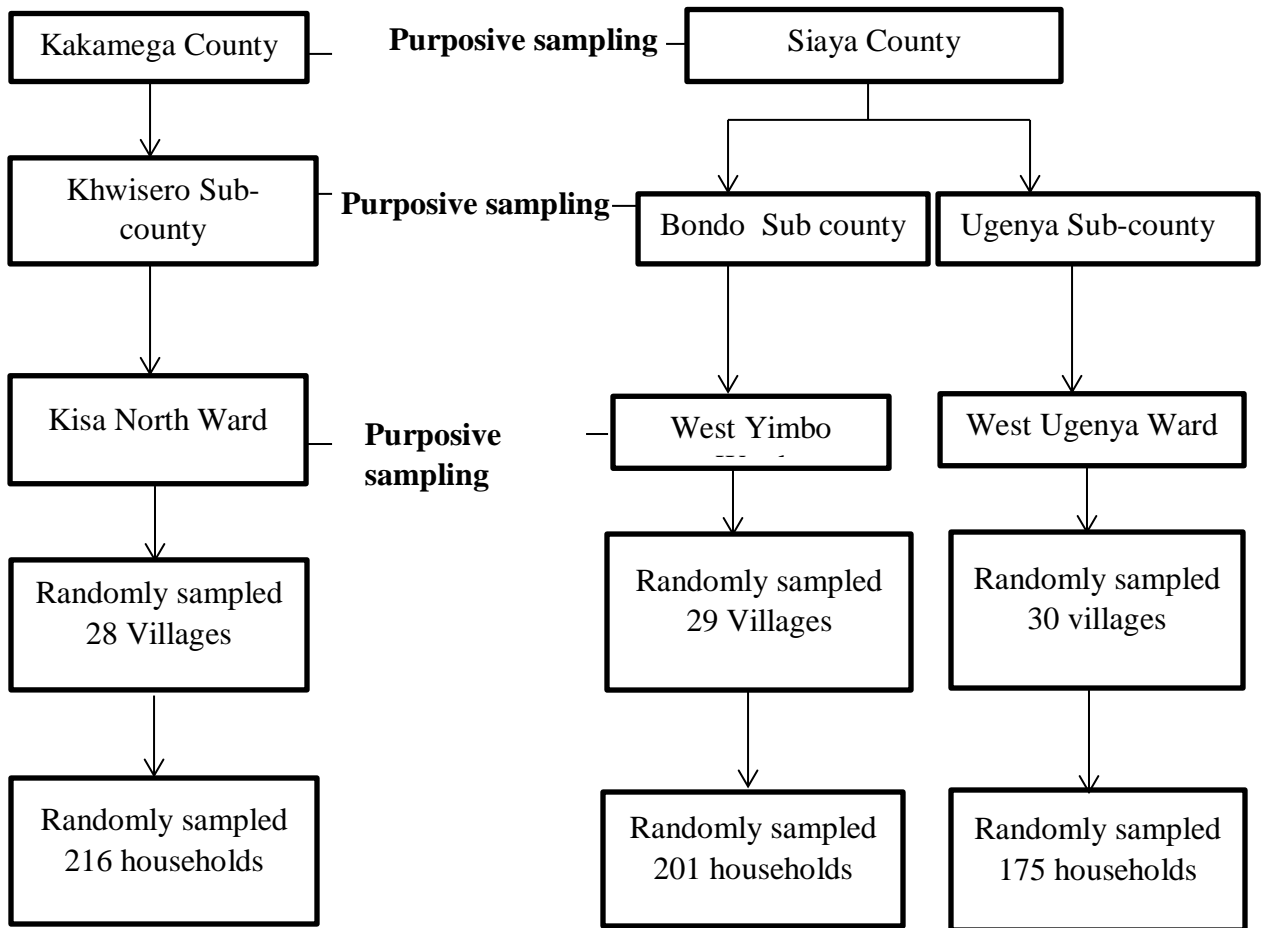 Kakamega County
Purposive sampling
Siaya County
Khwisero Sub-
county
Purposive sampling
Bondo  Sub county
Ugenya Sub-county
Kisa North Ward
Purposive
sampling
West Yimbo
West Ugenya Ward
Randomly sampled
28 Villages
Randomly sampled
29 Villages
Randomly sampled
30 villages
Randomly sampled
216 households
Randomly sampled
201 households
Randomly sampled
175 households